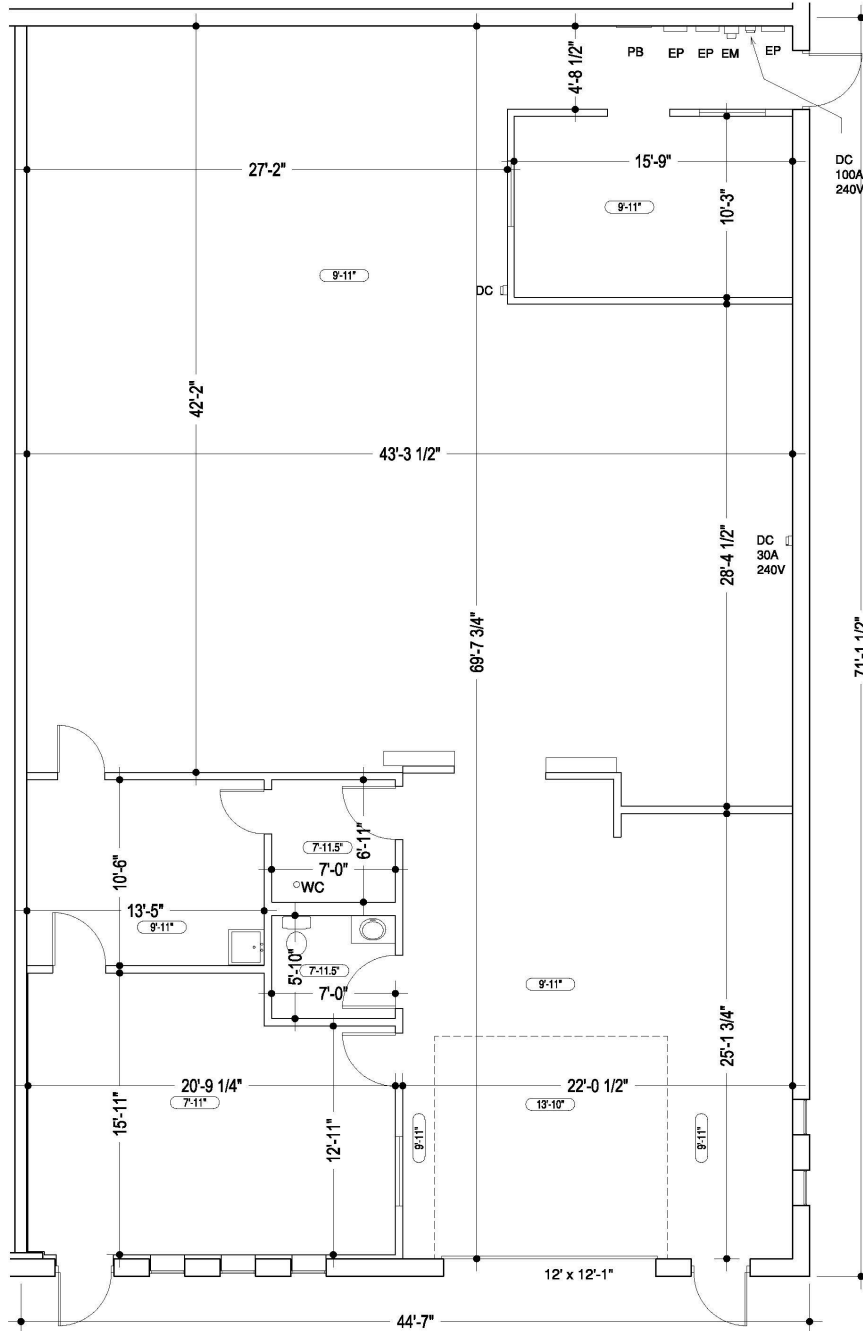 4'-8 1/2"
PB
EP
EP
EM
EP
27'-2"
15'-9"
DC
100A
240V
9'-11"
10'-3"
9'-11"
DC
42'-2"
43'-3 1/2"
28'-4 1/2"
DC
30A
240V
69'-7 3/4"
71'-1 1/2"
10'-6"
7'-11.5"
6'-11"
7'-0"
WC
13'-5"
9'-11"
5'-10"
7'-11.5"
7'-0"
9'-11"
25'-1 3/4"
20'-9 1/4"
22'-0 1/2"
7'-11"
13'-10"
15'-11"
12'-11"
9'-11"
9'-11"
12' x 12'-1"
44'-7"